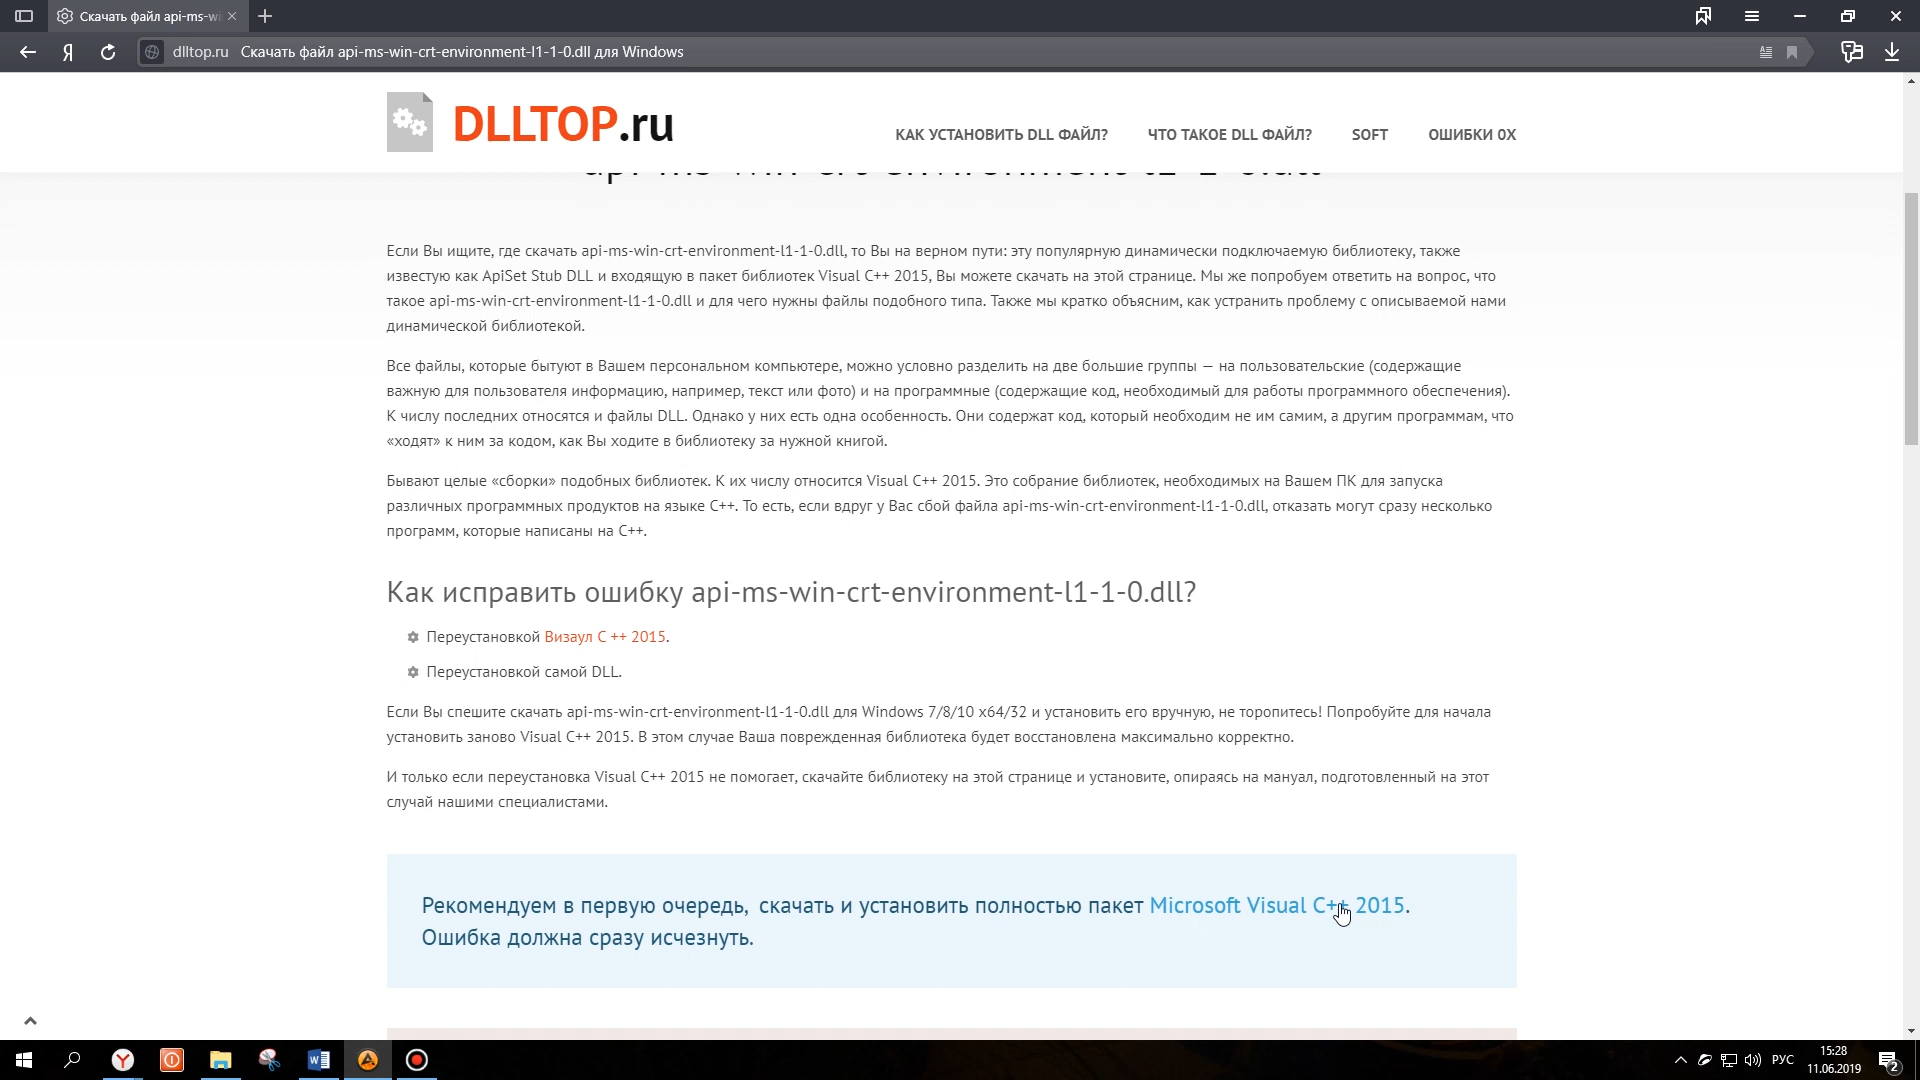 Скачать файл api-ms-wi
dlltop.ru Скачать файл api-ms-win-crt-environment-l1-1-0.dll для Windows
DLLTOP.ru
КАК УСТАНОВИТЬ DLL ФАЙЛ? ЧТО ТАКОЕ DLL ФАЙЛ? SOFT ОШИБКИ 0X
api-ms-win-crt-environment-l1-1-0.dll
Если Вы ищите, где скачать api-ms-win-crt-environment-l1-1-0.dll, то Вы на верном пути: эту популярную динамически подключаемую библиотеку, также
известую как ApiSet Stub DLL и входящую в пакет библиотек Visual C++ 2015, Вы можете скачать на этой странице. Мы же попробуем ответить на вопрос, что
такое api-ms-win-crt-environment-l1-1-0.dll и для чего нужны файлы подобного типа. Также мы кратко объясним, как устранить проблему с описываемой нами
динамической библиотекой.
Все файлы, которые бытуют в Вашем персональном компьютере, можно условно разделить на две большие группы — на пользовательские (содержащие
важную для пользователя информацию, например, текст или фото) и на программные (содержащие код, необходимый для работы программного обеспечения).
К числу последних относятся и файлы DLL. Однако у них есть одна особенность. Они содержат код, который необходим не им самим, а другим программам, что
«ходят» к ним за кодом, как Вы ходите в библиотеку за нужной книгой.
Бывают целые «сборки» подобных библиотек. К их числу относится Visual C++ 2015. Это собрание библиотек, необходимых на Вашем ПК для запуска
различных программных продуктов на языке C++. То есть, если вдруг у Вас сбой файла api-ms-win-crt-environment-l1-1-0.dll, отказать могут сразу несколько
программ, которые написаны на C++.
Как исправить ошибку api-ms-win-crt-environment-l1-1-0.dll?
Переустановкой Визаул С ++ 2015.
Переустановкой самой DLL.
Если Вы спешите скачать api-ms-win-crt-environment-l1-1-0.dll для Windows 7/8/10 x64/32 и установить его вручную, не торопитесь! Попробуйте для начала
установить заново Visual C++ 2015. В этом случае Ваша поврежденная библиотека будет восстановлена максимально корректно.
И только если переустановка Visual C++ 2015 не помогает, скачайте библиотеку на этой странице и установите, опираясь на мануал, подготовленный на этот
случай нашими специалистами.
Рекомендуем в первую очередь, скачать и установить полностью пакет Microsoft Visual C++ 2015.
Ошибка должна сразу исчезнуть.
РУС
15:28
11.06.2019
2